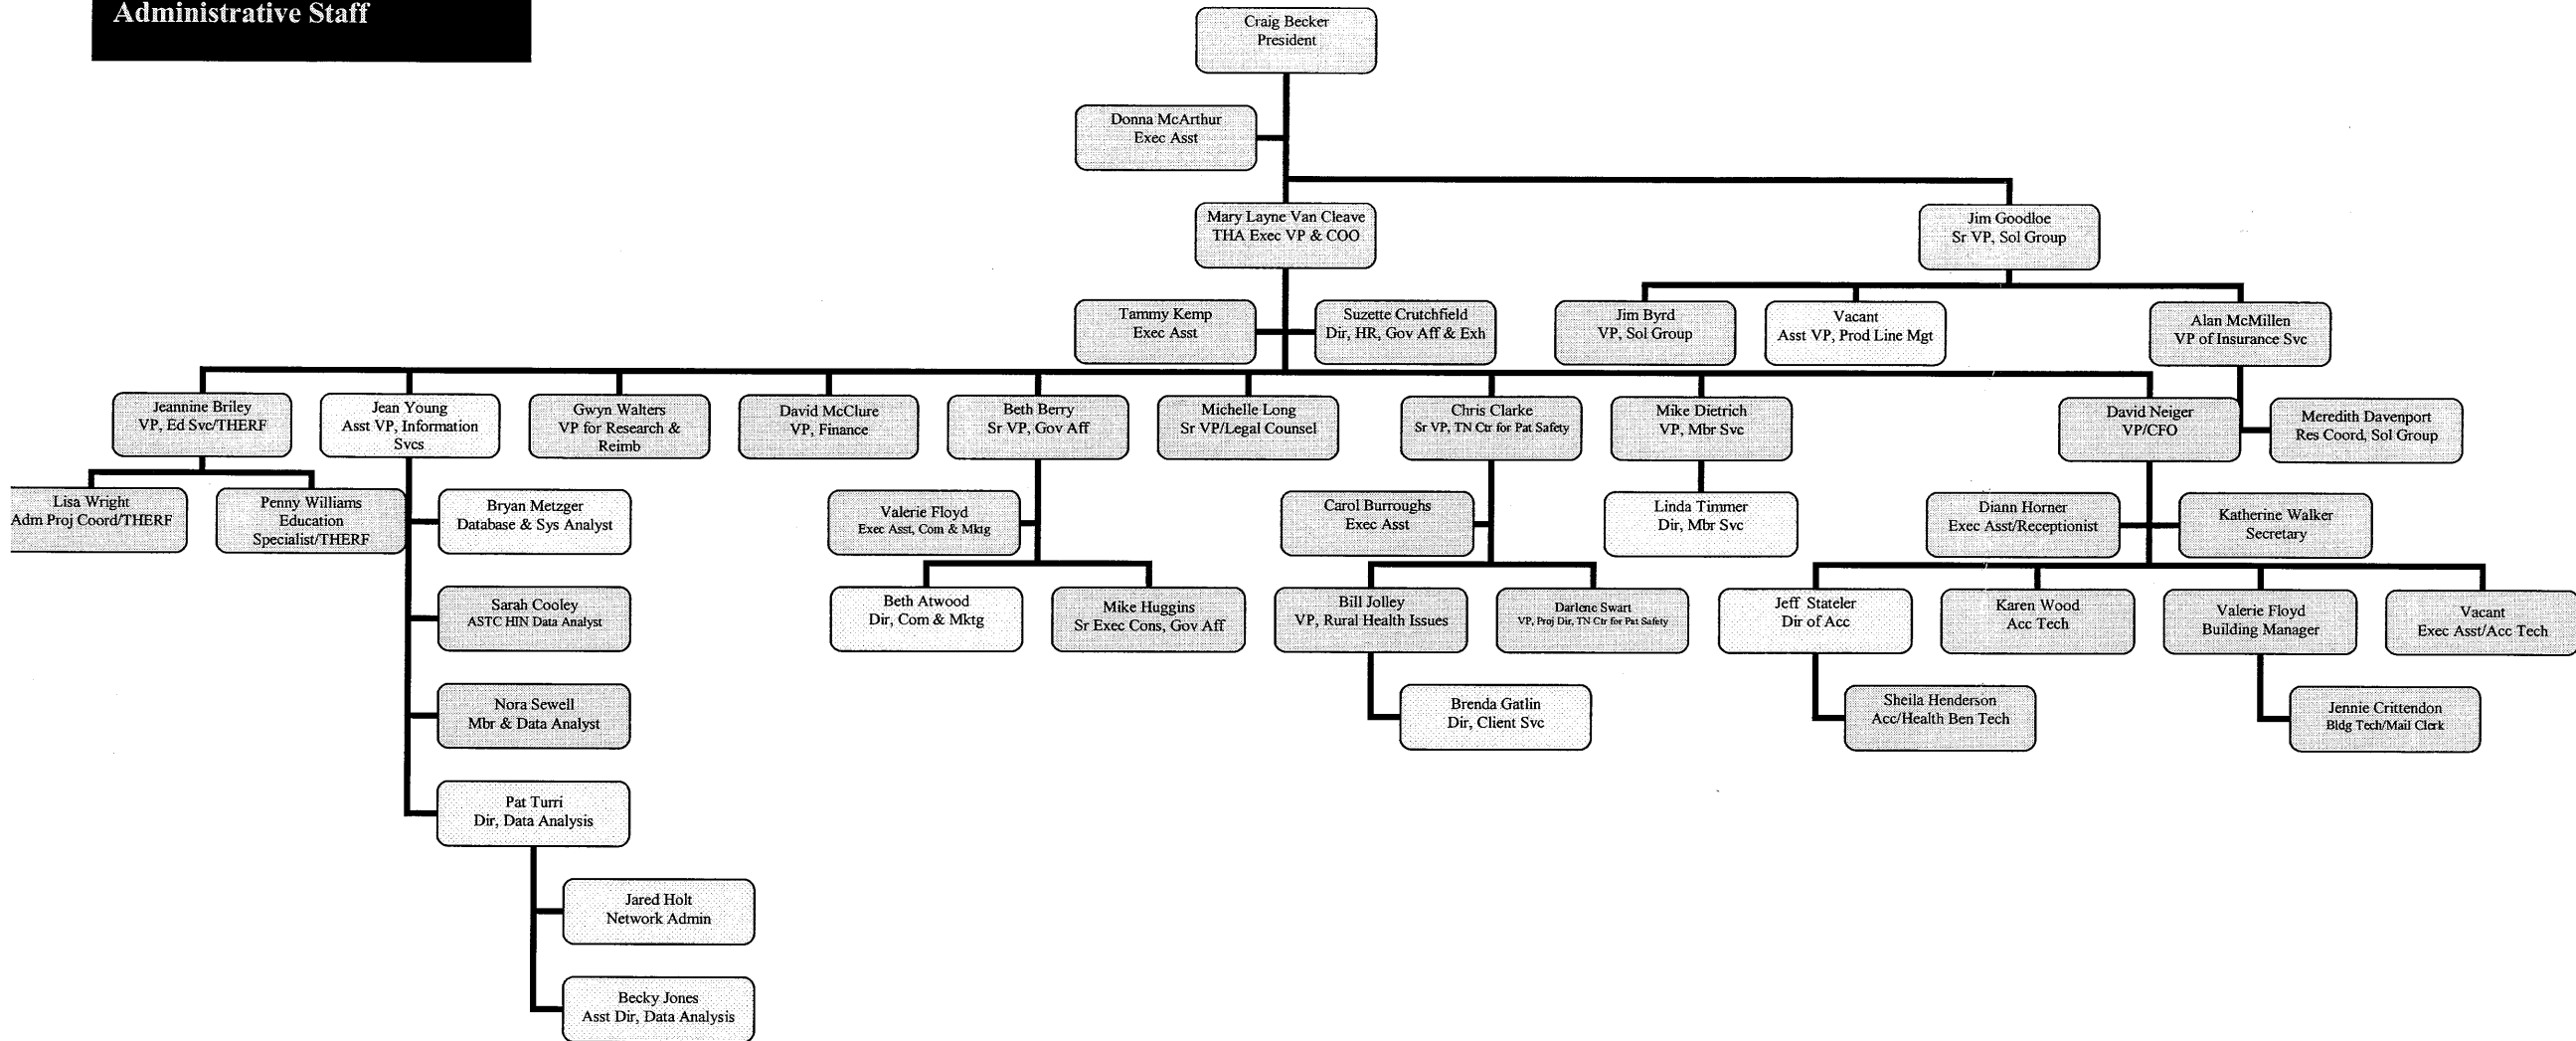 Administrative Staff
Craig Becker
President
Donna McArthur
Exec Asst
Mary Layne Van Cleave
THA Exec VP & COO
Jim Goodloe
Sr VP, Sol Group
Tammy Kemp
Exec Asst
Suzette Crutchfield
Dir, HR, Gov Aff & Exh
Jim Byrd
VP, Sol Group
Vacant
Asst VP, Prod Line Mgt
Alan McMillen
VP of Insurance Svc
Jeannine Briley
VP, Ed Svc/THERF
Jean Young
Asst VP, Information
Svcs
Gwyn Walters
VP for Research &
Reimb
David McClure
VP, Finance
Beth Berry
Sr VP, Gov Aff
Michelle Long
Sr VP/Legal Counsel
Chris Clarke
Sr VP, TN Ctr for Pat Safety
Mike Dietrich
VP, Mbr Svc
David Neiger
VP/CFO
Meredith Davenport
Res Coord, Sol Group
Lisa Wright
Adm Proj Coord/THERF
Penny Williams
Education
Specialist/THERF
Bryan Metzger
Database & Sys Analyst
Valerie Floyd
Exec Asst, Com & Mktg
Carol Burroughs
Exec Asst
Linda Timmer
Dir, Mbr Svc
Diann Horner
Exec Asst/Receptionist
Katherine Walker
Secretary
Sarah Cooley
ASTC HIN Data Analyst
Beth Atwood
Dir, Com & Mktg
Mike Huggins
Sr Exec Cons, Gov Aff
Bill Jolley
VP, Rural Health Issues
Darlene Swart
VP, Proj Dir, TN Ctr for Pat Safety
Jeff Stateler
Dir of Acc
Karen Wood
Acc Tech
Valerie Floyd
Building Manager
Vacant
Exec Asst/Acc Tech
Nora Sewell
Mbr & Data Analyst
Brenda Gatlin
Dir, Client Svc
Sheila Henderson
Acc/Health Ben Tech
Jennie Crittendon
Bldg Tech/Mail Clerk
Pat Turri
Dir, Data Analysis
Jared Holt
Network Admin
Becky Jones
Asst Dir, Data Analysis